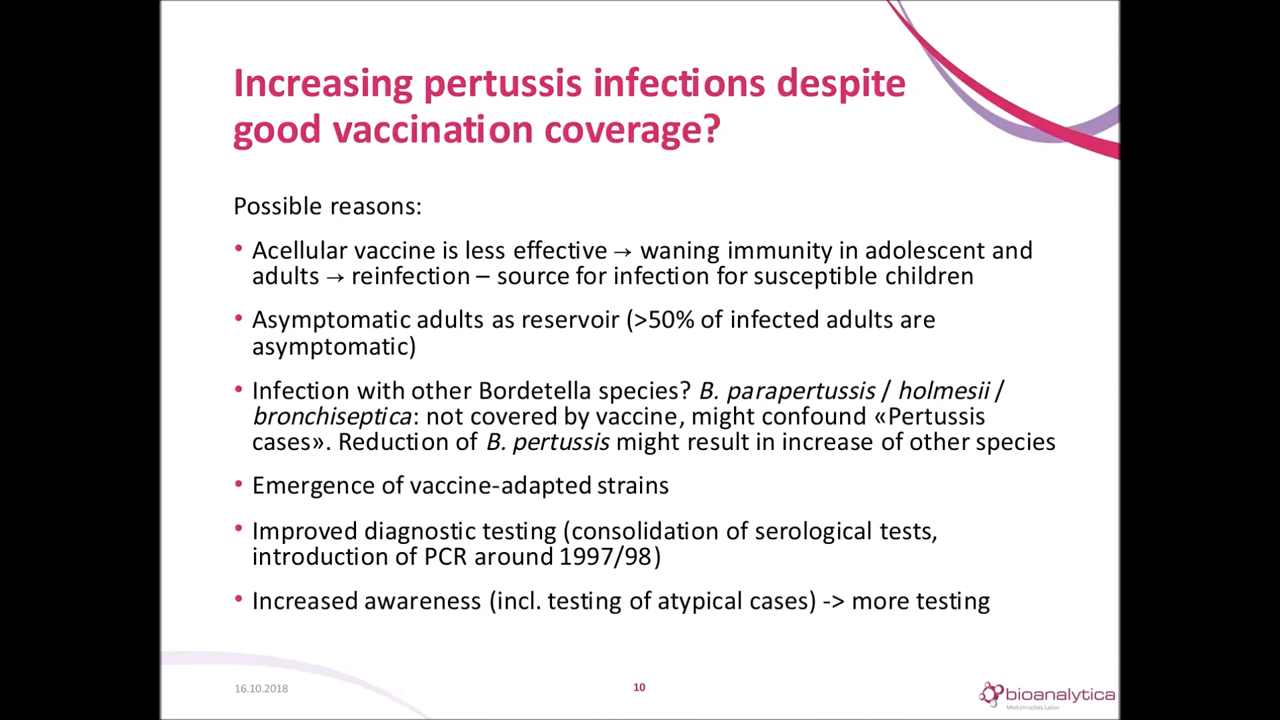 Increasing pertussis infections despite
good vaccination coverage?
Possible reasons:
• Acellular vaccine is less effective → waning immunity in adolescent and
adults → reinfection – source for infection for susceptible children
• Asymptomatic adults as reservoir (>50% of infected adults are
asymptomatic)
• Infection with other Bordetella species? B. parapertussis / holmesii /
bronchiseptica: not covered by vaccine, might confound «Pertussis
cases». Reduction of B. pertussis might result in increase of other species
• Emergence of vaccine-adapted strains
• Improved diagnostic testing (consolidation of serological tests,
introduction of PCR around 1997/98)
• Increased awareness (incl. testing of atypical cases) -> more testing
16.10.2018
10
bioanalytica
Medizinisches Labor